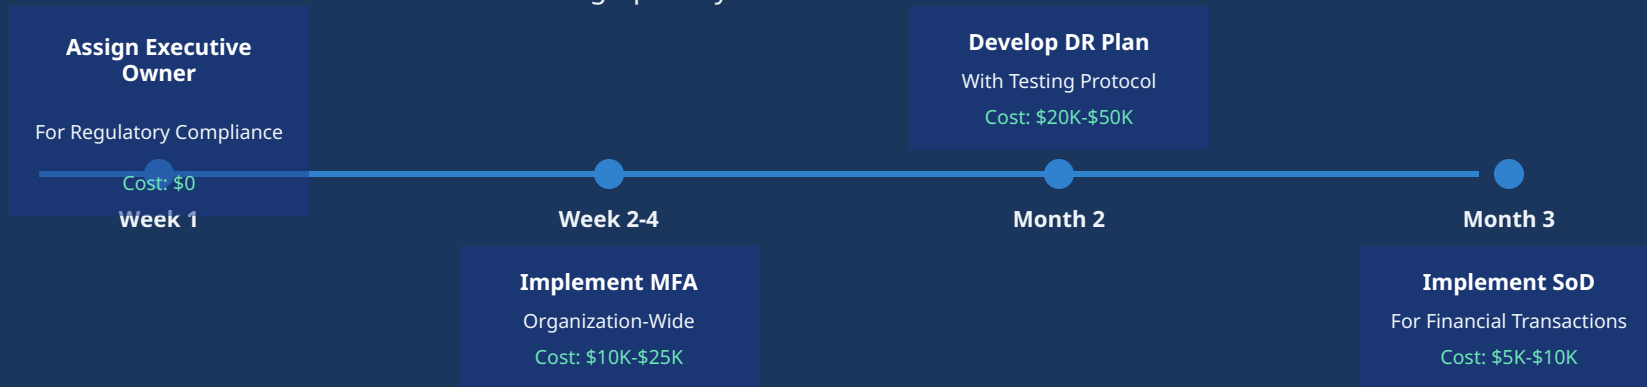 Assign Executive
Owner
For Regulatory Compliance
Cost: $0
Week 1
Week 2-4
Implement MFA
Organization-Wide
Cost: $10K-$25K
Develop DR Plan
With Testing Protocol
Cost: $20K-$50K
Month 2
Month 3
Implement SoD
For Financial Transactions
Cost: $5K-$10K